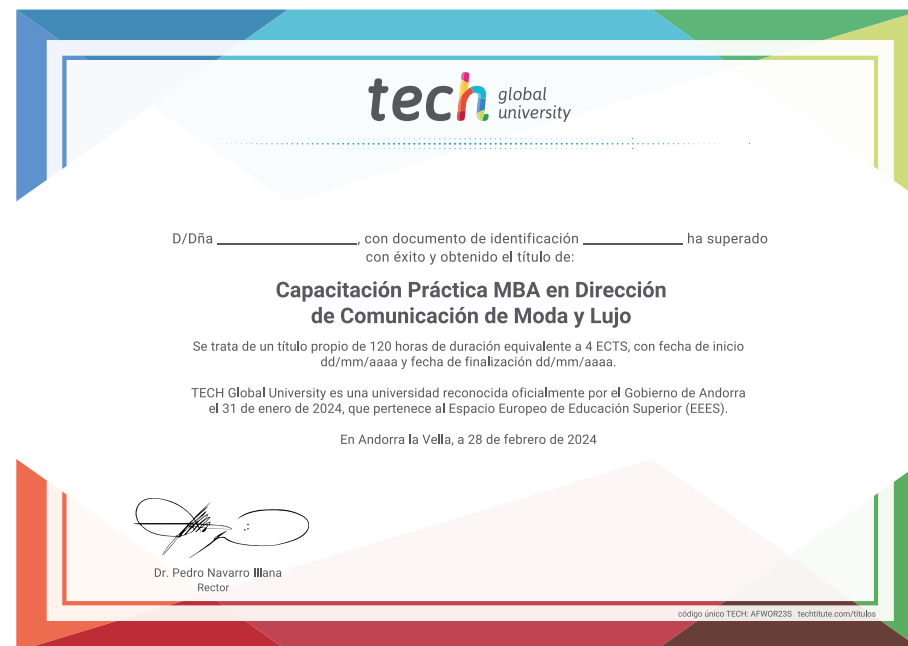 tech global university
D/Dña ____________________, con documento de identificación ______________ ha superado
con éxito y obtenido el título de:
Capacitación Práctica MBA en Dirección
de Comunicación de Moda y Lujo
Se trata de un título propio de 120 horas de duración equivalente a 4 ECTS, con fecha de inicio
dd/mm/aaaa y fecha de finalización dd/mm/aaaa.
TECH Global University es una universidad reconocida oficialmente por el Gobierno de Andorra
el 31 de enero de 2024, que pertenece al Espacio Europeo de Educación Superior (EEES).
En Andorra la Vella, a 28 de febrero de 2024
Dr. Pedro Navarro Illana
Rector
código único TECH: AFWOR23S techtitute.com/titulos